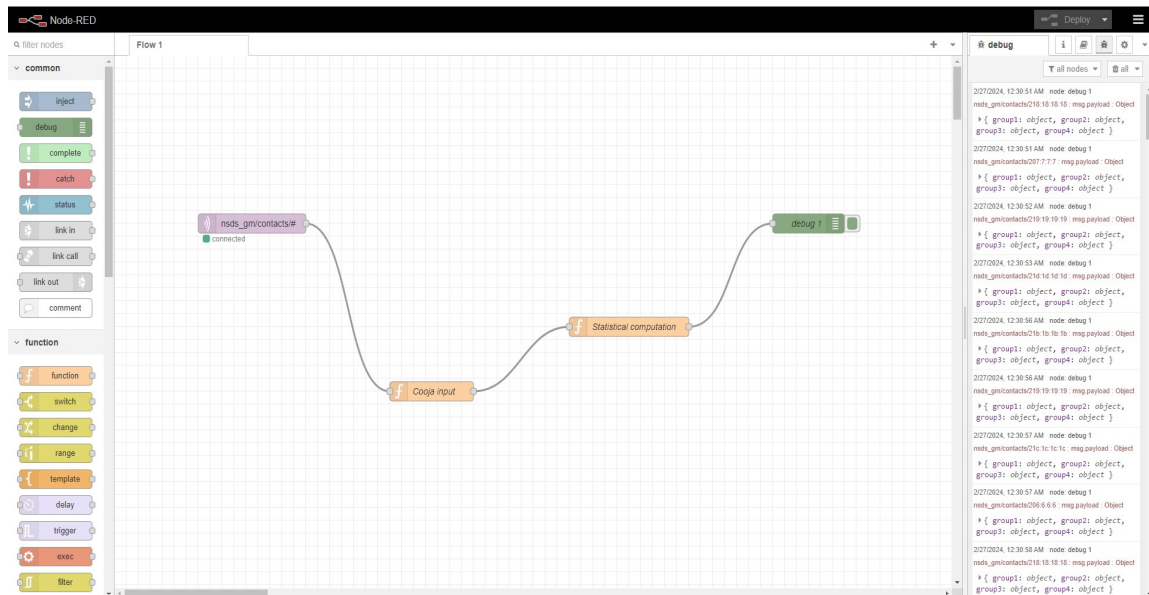 Node-RED
Deploy
filter nodes
Flow 1
debug
i
common
all nodes
all
inject
debug
complete
catch
status
link in
link call
link out
comment
function
function
switch
change
range
template
delay
trigger
exec
filter
nsds_gm/contacts/#
connected
Cooja input
Statistical computation
debug 1
2/27/2024, 12:30:51 AM node: debug 1
nsds_gm/contacts/218:18:18:18 : msg.payload : Object
{ group1: object, group2: object,
group3: object, group4: object }
2/27/2024, 12:30:51 AM node: debug 1
nsds_gm/contacts/207:7:7:7 : msg.payload : Object
{ group1: object, group2: object,
group3: object, group4: object }
2/27/2024, 12:30:52 AM node: debug 1
nsds_gm/contacts/219:19:19:19 : msg.payload : Object
{ group1: object, group2: object,
group3: object, group4: object }
2/27/2024, 12:30:53 AM node: debug 1
nsds_gm/contacts/21d:1d:1d:1d : msg.payload : Object
{ group1: object, group2: object,
group3: object, group4: object }
2/27/2024, 12:30:56 AM node: debug 1
nsds_gm/contacts/21b:1b:1b:1b : msg.payload : Object
{ group1: object, group2: object,
group3: object, group4: object }
2/27/2024, 12:30:56 AM node: debug 1
nsds_gm/contacts/219:19:19:19 : msg.payload : Object
{ group1: object, group2: object,
group3: object, group4: object }
2/27/2024, 12:30:57 AM node: debug 1
nsds_gm/contacts/21c:1c:1c:1c : msg.payload : Object
{ group1: object, group2: object,
group3: object, group4: object }
2/27/2024, 12:30:57 AM node: debug 1
nsds_gm/contacts/206:6:6:6 : msg.payload : Object
{ group1: object, group2: object,
group3: object, group4: object }
2/27/2024, 12:30:58 AM node: debug 1
nsds_gm/contacts/218:18:18:18 : msg.payload : Object
{ group1: object, group2: object,
group3: object, group4: object }